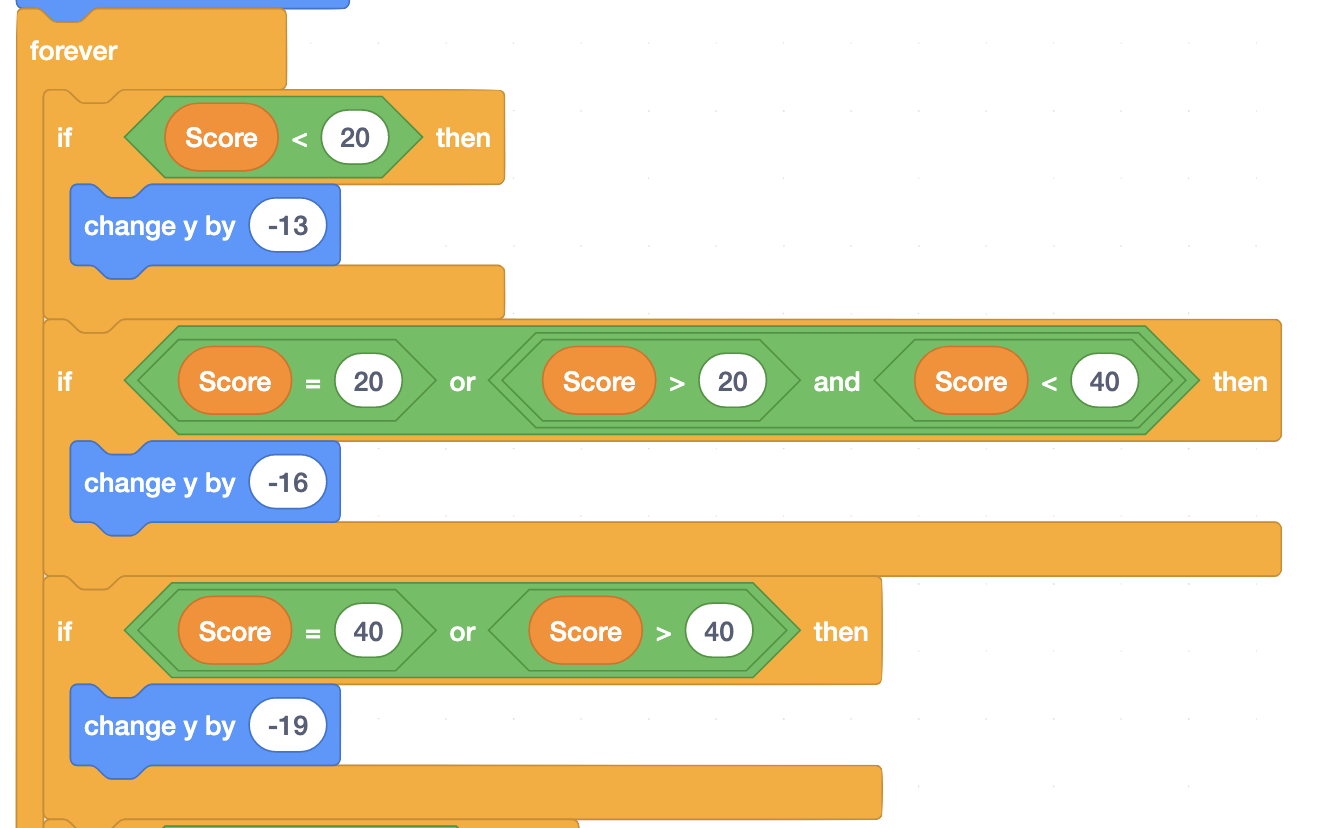 forever
if Score < 20 then
change y by -13
if Score = 20 or Score > 20 and Score < 40 then
change y by -16
if Score = 40 or Score > 40 then
change y by -19